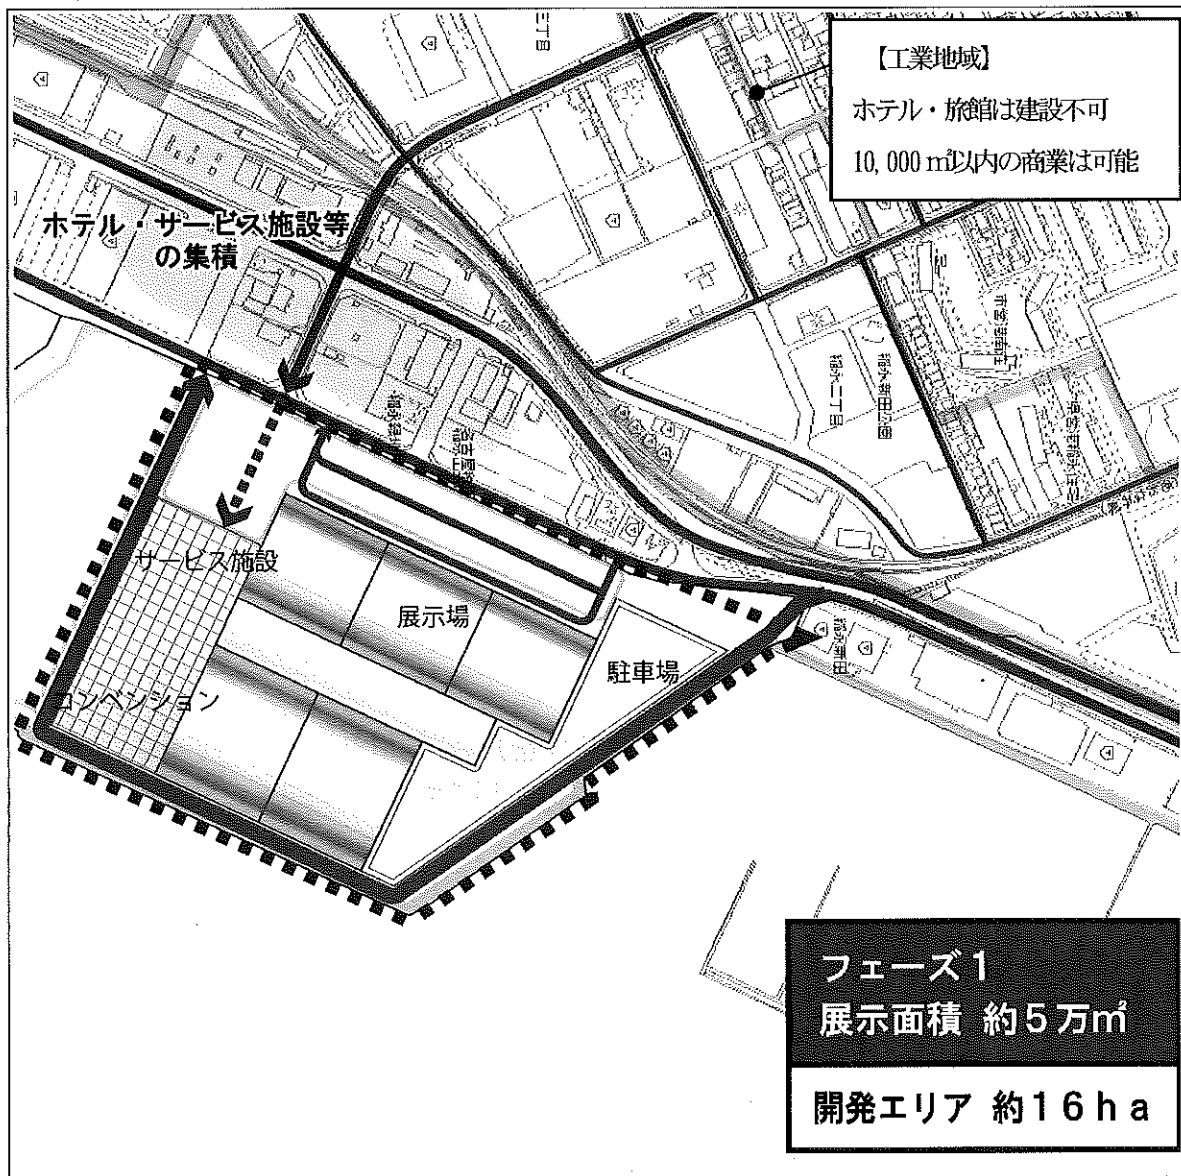 【工業地域】
ホテル・旅館は建設不可
10,000㎡以内の商業は可能
ホテル・サービス施設等
の集積
サービス施設
展示場
駐車場
コンベンション
フェーズ1
展示面積 約5万㎡
開発エリア 約16ha